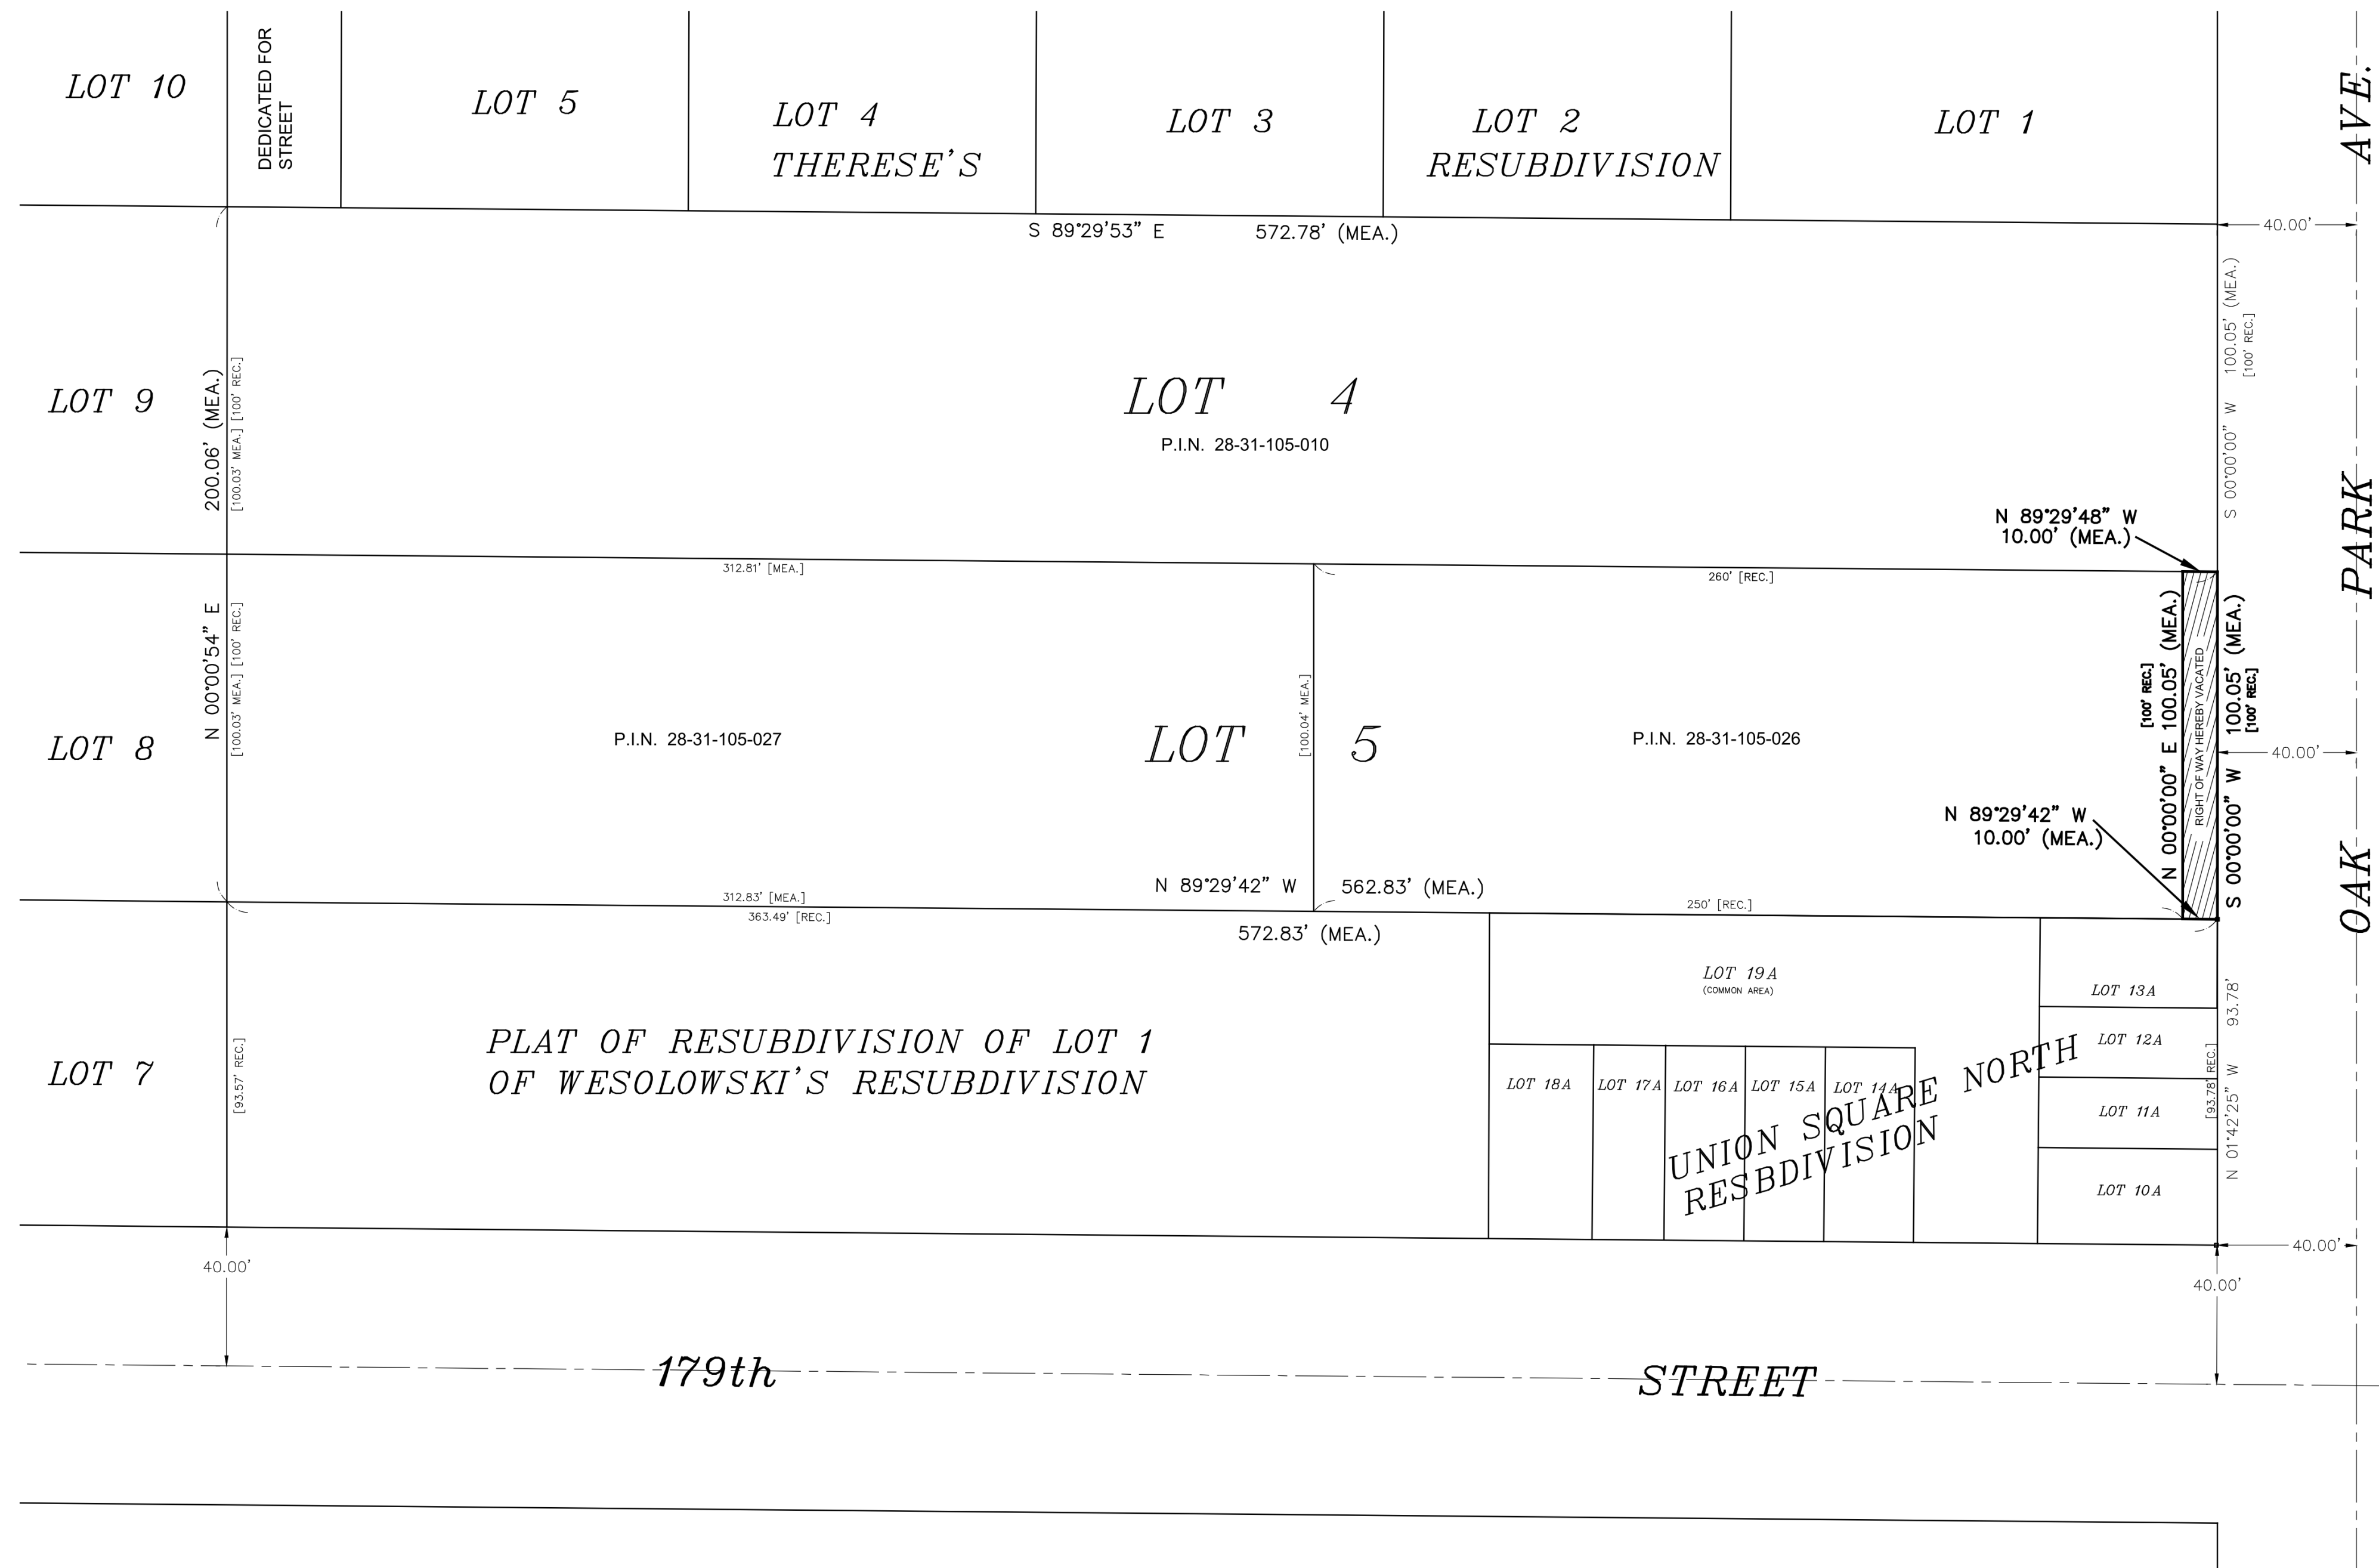 LOT 10
DEDICATED FOR
STREET
LOT 5
LOT 4
THERESE'S
LOT 3
LOT 2
RESUBDIVISION
LOT 1
AVE.
S 89°29'53" E 572.78' (MEA.)
40.00'
LOT 9
200.06' (MEA.)
[100.03' MEA.] [100' REC.]
LOT 4
P.I.N. 28-31-105-010
S 00°00'00" W 100.05' (MEA.)
[100' REC.]
N 89°29'48" W
10.00' (MEA.)
PARK
312.81' [MEA.]
260' [REC.]
LOT 8
N 00°00'54" E
[100.03' MEA.] [100' REC.]
P.I.N. 28-31-105-027
LOT 5
[100.04' MEA.]
P.I.N. 28-31-105-026
[100' REC.]
N 00°00'00" E 100.05' (MEA.)
RIGHT OF WAY HEREBY VACATED
S 00°00'00" W 100.05' (MEA.)
[100' REC.]
40.00'
N 89°29'42" W
10.00' (MEA.)
OAK
N 89°29'42" W 562.83' (MEA.)
312.83' [MEA.]
363.49' [REC.]
250' [REC.]
572.83' (MEA.)
LOT 7
[93.57' REC.]
PLAT OF RESUBDIVISION OF LOT 1
OF WESOLOWSKI'S RESUBDIVISION
LOT 19A
(COMMON AREA)
LOT 13A
LOT 12A
LOT 11A
LOT 10A
LOT 18A
LOT 17A
LOT 16A
LOT 15A
LOT 14A
UNION SQUARE NORTH
RESBDIVISION
[93.78' REC.]
N 01°42'25" W 93.78'
40.00'
40.00'
40.00'
179th STREET